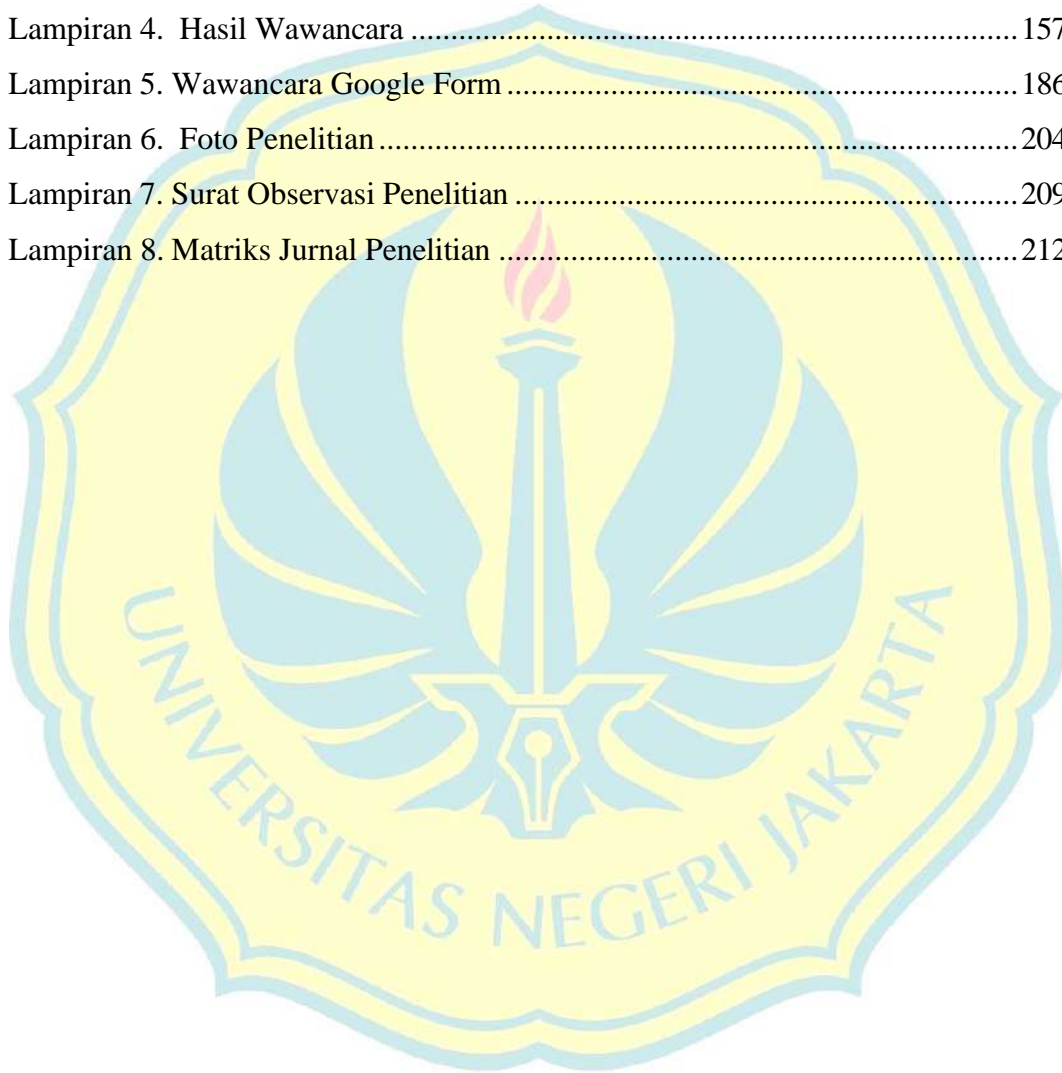 Lampiran 4.  Hasil Wawancara ........................................................................ 157
Lampiran 5. Wawancara Google Form ............................................................ 186
Lampiran 6.  Foto Penelitian ............................................................................. 204
Lampiran 7. Surat Observasi Penelitian ........................................................... 209
Lampiran 8. Matriks Jurnal Penelitian ............................................................. 212
UNIVERSITAS NEGERI JAKARTA